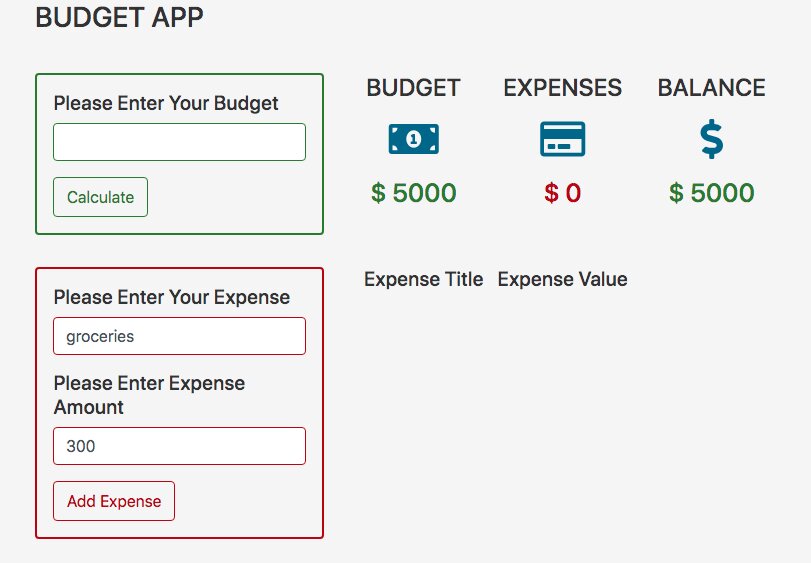 BUDGET APP
Please Enter Your Budget
Calculate
BUDGET
EXPENSES
BALANCE
1
$ 5000
$ 0
$ 5000
Please Enter Your Expense
groceries
Please Enter Expense
Amount
300
Add Expense
Expense Title
Expense Value